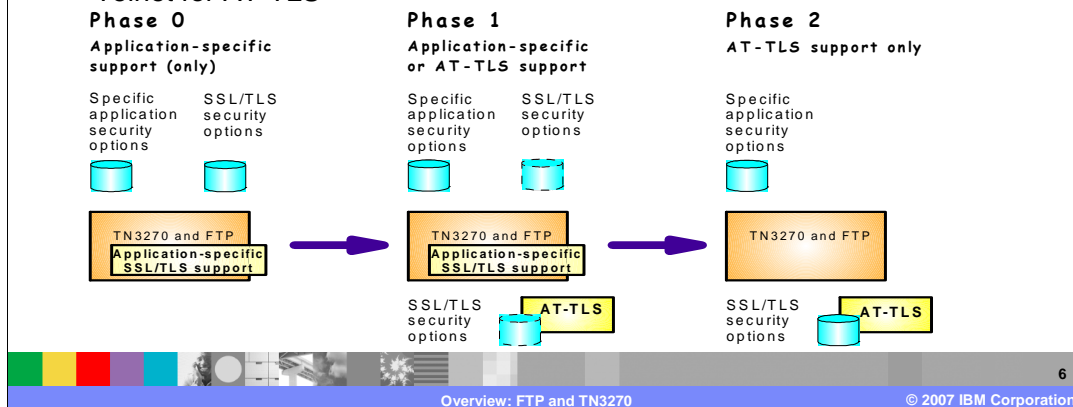 Phase 0
Application-specific
support (only)
Specific
application
security
options
SSL/TLS
security
options
TN3270 and FTP
Application-specific
SSL/TLS support
Phase 1
Application-specific
or AT-TLS support
Specific
application
security
options
SSL/TLS
security
options
TN3270 and FTP
Application-specific
SSL/TLS support
SSL/TLS
security
options
AT-TLS
Phase 2
AT-TLS support only
Specific
application
security
options
TN3270 and FTP
SSL/TLS
security
options
AT-TLS
6
Overview: FTP and TN3270
© 2007 IBM Corporation